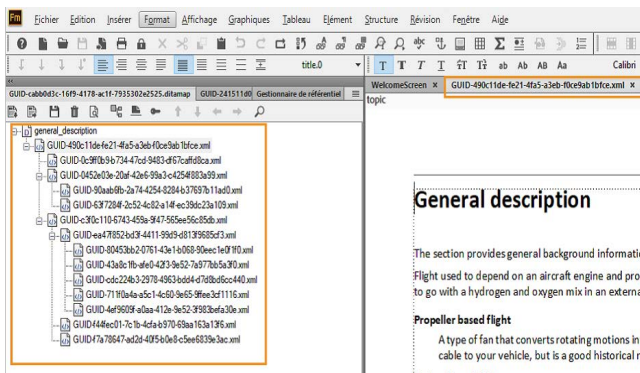 Fm Fichier Edition Insérer Format Affichage Graphiques Tableau Elément Structure Révision Fenêtre Aide
title.0 T T T T ab Ab AB Aa Calibri
GUID-cabb0d3c-16f9-4178-ac1f-7935302e2525.ditamap GUID-241511d0 Gestionnaire de référentiel
WelcomeScreen × GUID-490c11de-fe21-4fa5-a3eb-f0ce9ab1bfce.xml ×
topic
general_description
GUID-490c11de-fe21-4fa5-a3eb-f0ce9ab1bfce.xml
GUID-0c9ff0b9-b734-47cd-9483-df67caffd8ca.xml
GUID-0452e03e-20af-42e6-99a3-c4254f883a99.xml
GUID-90aab6fb-2a74-4254-8284-b37697b11ad0.xml
GUID-63f7284f-2c52-4c82-a14f-ec39dc23a109.xml
GUID-c3f0c110-6743-459a-9f47-565ee56c85db.xml
GUID-ea47f852-bd3f-4411-99d9-d813f9685cf3.xml
GUID-80453bb2-0761-43e1-b068-90eec1e0f1f0.xml
GUID-43a8c1fb-afe0-42f3-9e52-7a977bb5a3f0.xml
GUID-cdc224b3-2978-4963-bdd4-d7d8bd6cc440.xml
GUID-711f0a4a-a5c1-4c60-9e65-9ffee3cf1116.xml
GUID-4ef9609f-a0aa-412e-9e52-3f983befa30e.xml
GUID-f44fec01-7c1b-4cfa-b970-69aa163a13f6.xml
GUID-f7a78647-ad2d-40f5-b0e8-c5ee6839e3ac.xml
General description
The section provides general background informati
Flight used to depend on an aircraft engine and pro
to go with a hydrogen and oxygen mix in an externa
Propeller based flight
A type of fan that converts rotating motions in
cable to your vehicle, but is a good historical r